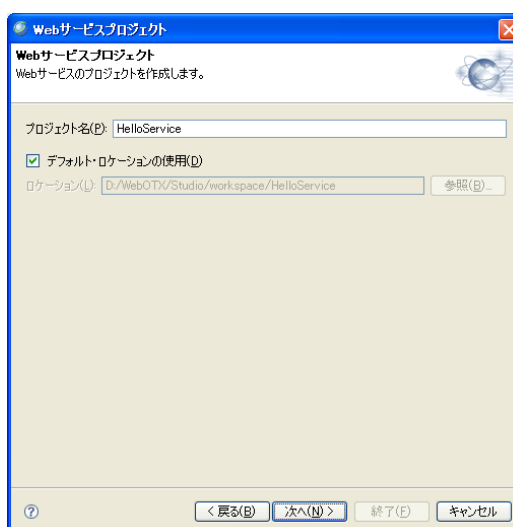 Webサービスプロジェクト
Webサービスプロジェクト
Webサービスのプロジェクトを作成します。
プロジェクト名(P): HelloService
デフォルト・ロケーションの使用(D)
ロケーション(L): D:/WebOTX/Studio/workspace/HelloService 参照(B)...
< 戻る(B) 次へ(N) > 終了(F) キャンセル